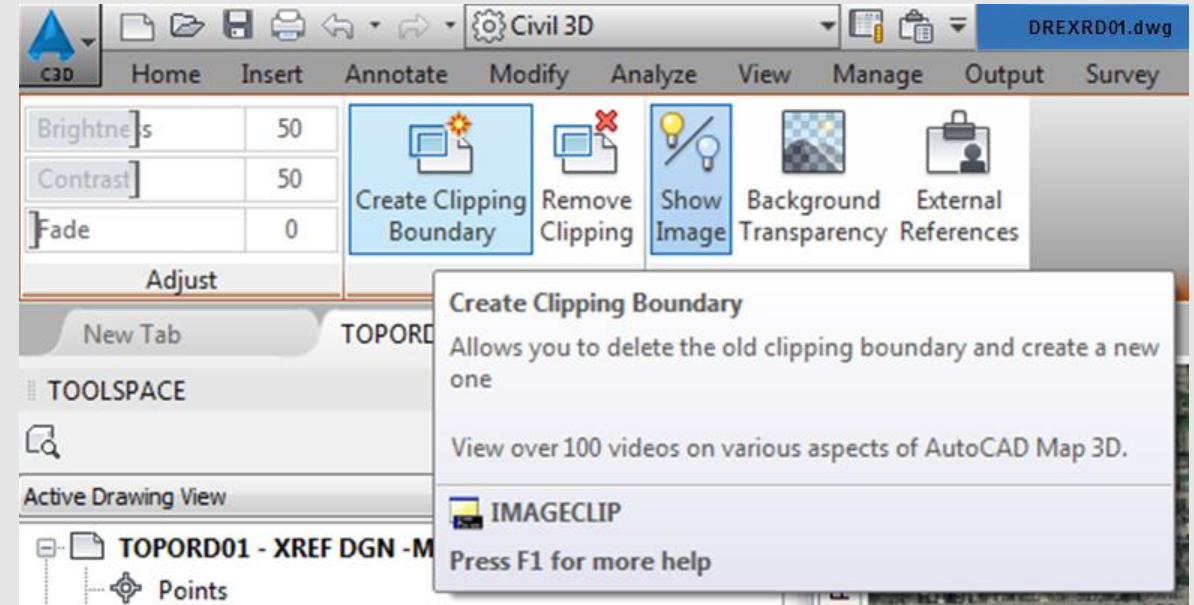 Civil 3D
DREXRD01.dwg
C3D Home Insert Annotate Modify Analyze View Manage Output Survey
Brightness 50
Contrast 50
Fade 0
Adjust
Create Clipping
Boundary
Remove
Clipping
Show
Image
Background
Transparency
External
References
Create Clipping Boundary
Allows you to delete the old clipping boundary and create a new
one
View over 100 videos on various aspects of AutoCAD Map 3D.
IMAGECLIP
Press F1 for more help
New Tab TOPORD
TOOLSPACE
Active Drawing View
TOPORD01 - XREF DGN -M
Points